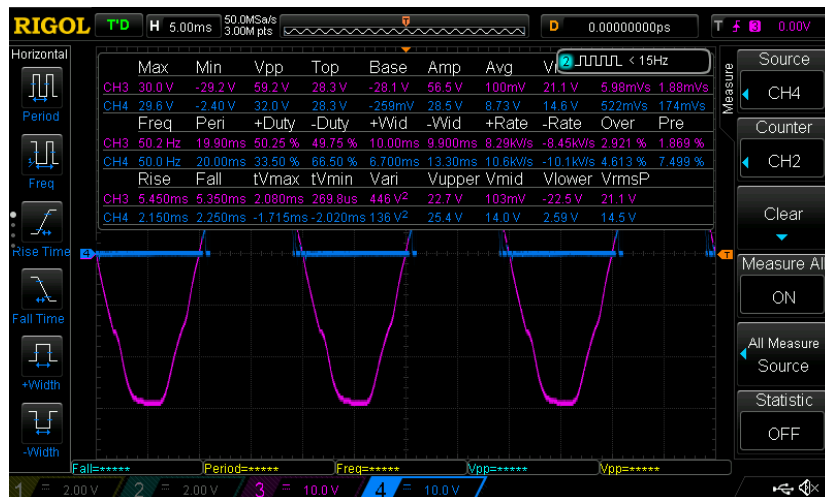 RIGOL T'D H 5.00ms 50.0MSa/s 3.00M pts D 0.00000000ps T 3 0.00V
Horizontal
Period
Freq
Rise Time
Fall Time
+Width
-Width
2 < 15Hz
Max Min Vpp Top Base Amp Avg
CH3 30.0 V -29.2 V 59.2 V 28.3 V -28.1 V 56.5 V 100mV 21.1 V 5.98mVs 1.88mVs
CH4 29.6 V -2.40 V 32.0 V 28.3 V -259mV 28.5 V 8.73 V 14.6 V 522mVs 174mVs
Freq Peri +Duty -Duty +Wid -Wid +Rate -Rate Over Pre
CH3 50.2 Hz 19.90ms 50.25 % 49.75 % 10.00ms 9.900ms 8.29kV/s -8.45kV/s 2.921 % 1.869 %
CH4 50.0 Hz 20.00ms 33.50 % 66.50 % 6.700ms 13.30ms 10.6kV/s -10.1kV/s 4.613 % 7.499 %
Rise Fall tVmax tVmin Vari Vupper Vmid Vlower VrmsP
CH3 5.450ms 5.350ms 2.080ms 269.8us 446 V² 22.7 V 103mV -22.5 V 21.1 V
CH4 2.150ms 2.250ms -1.715ms -2.020ms 136 V² 25.4 V 14.0 V 2.59 V 14.5 V
4
T
Measure
Source
CH4
Counter
CH2
Clear
Measure All
ON
All Measure
Source
Statistic
OFF
Fall=***** Period=***** Freq=***** Vpp=***** Vpp=*****
1 = 2.00 V 2 = 2.00 V 3 = 10.0 V 4 = 10.0 V